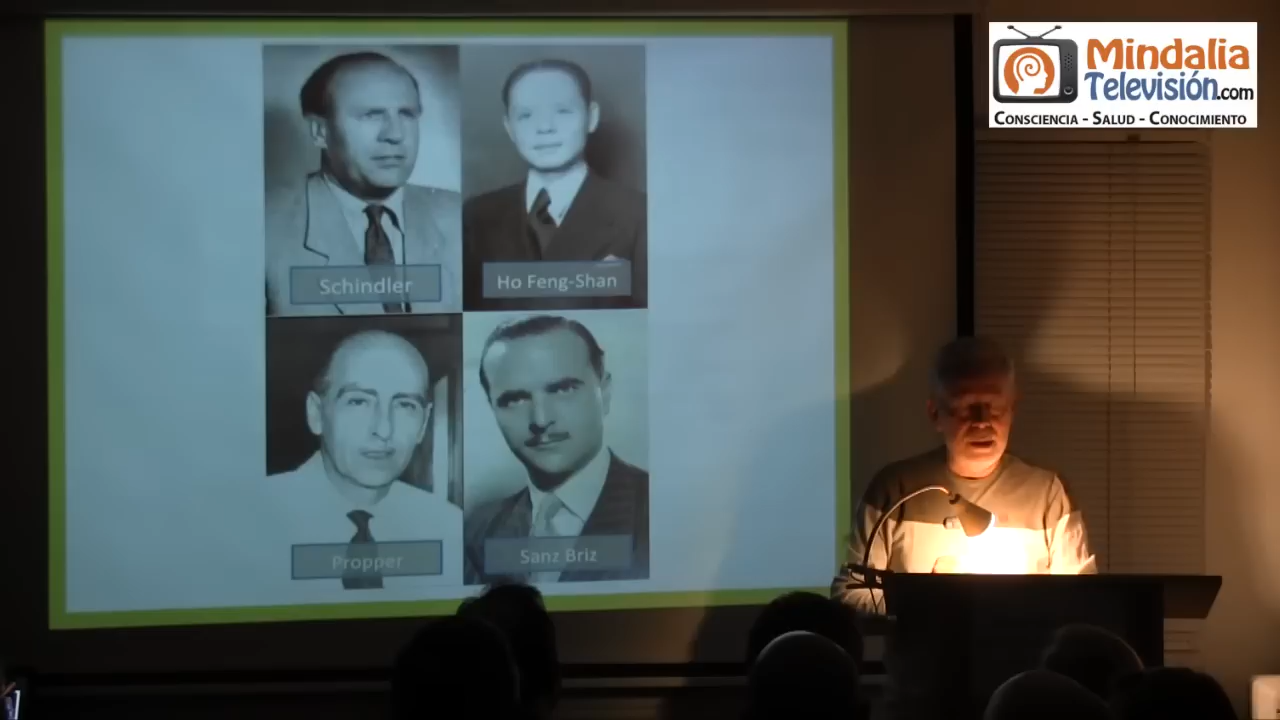 Mindalia
Televisión.com
CONSCIENCIA - SALUD - CONOCIMIENTO
Schindler
Ho Feng-Shan
Propper
Sanz Briz